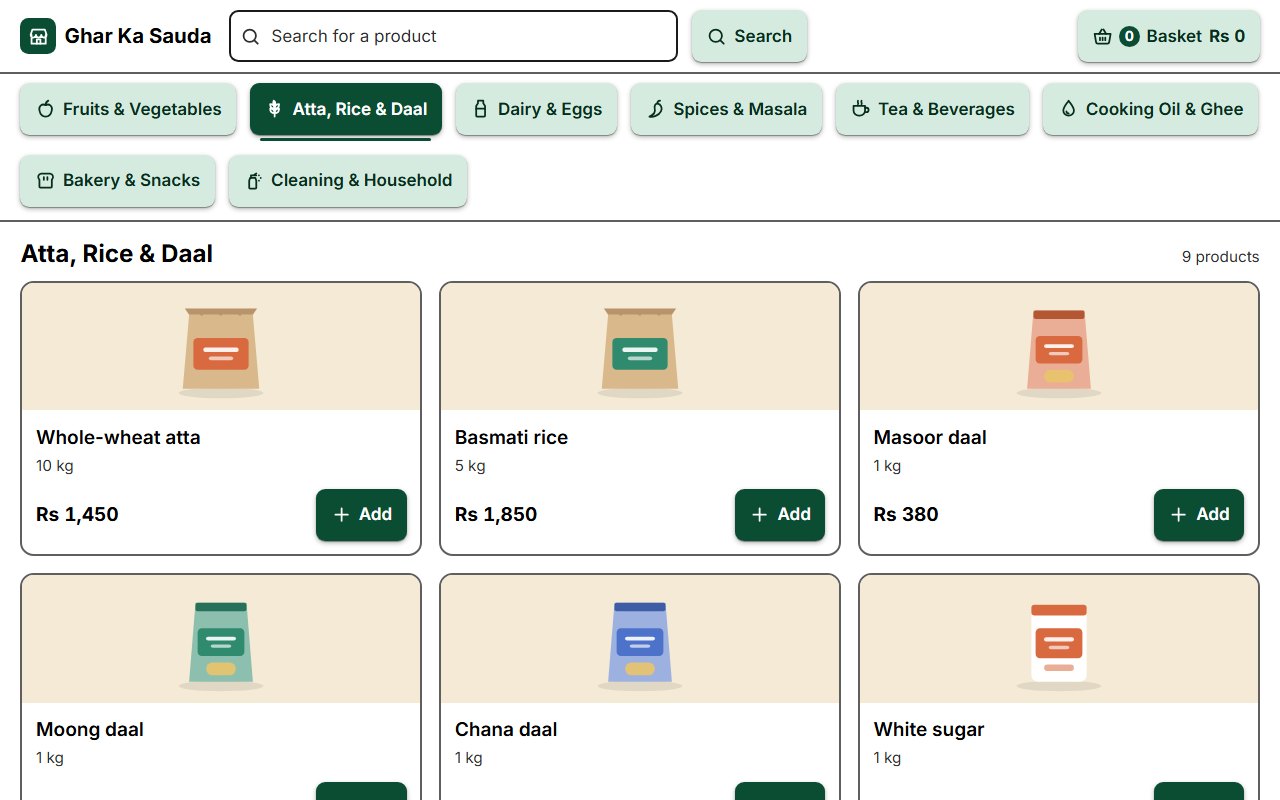 Ghar Ka Sauda
Search for a product
Search
0 Basket Rs 0
Fruits & Vegetables
Atta, Rice & Daal
Dairy & Eggs
Spices & Masala
Tea & Beverages
Cooking Oil & Ghee
Bakery & Snacks
Cleaning & Household
Atta, Rice & Daal
9 products
Whole-wheat atta
10 kg
Rs 1,450
Add
Basmati rice
5 kg
Rs 1,850
Add
Masoor daal
1 kg
Rs 380
Add
Moong daal
1 kg
Chana daal
1 kg
White sugar
1 kg